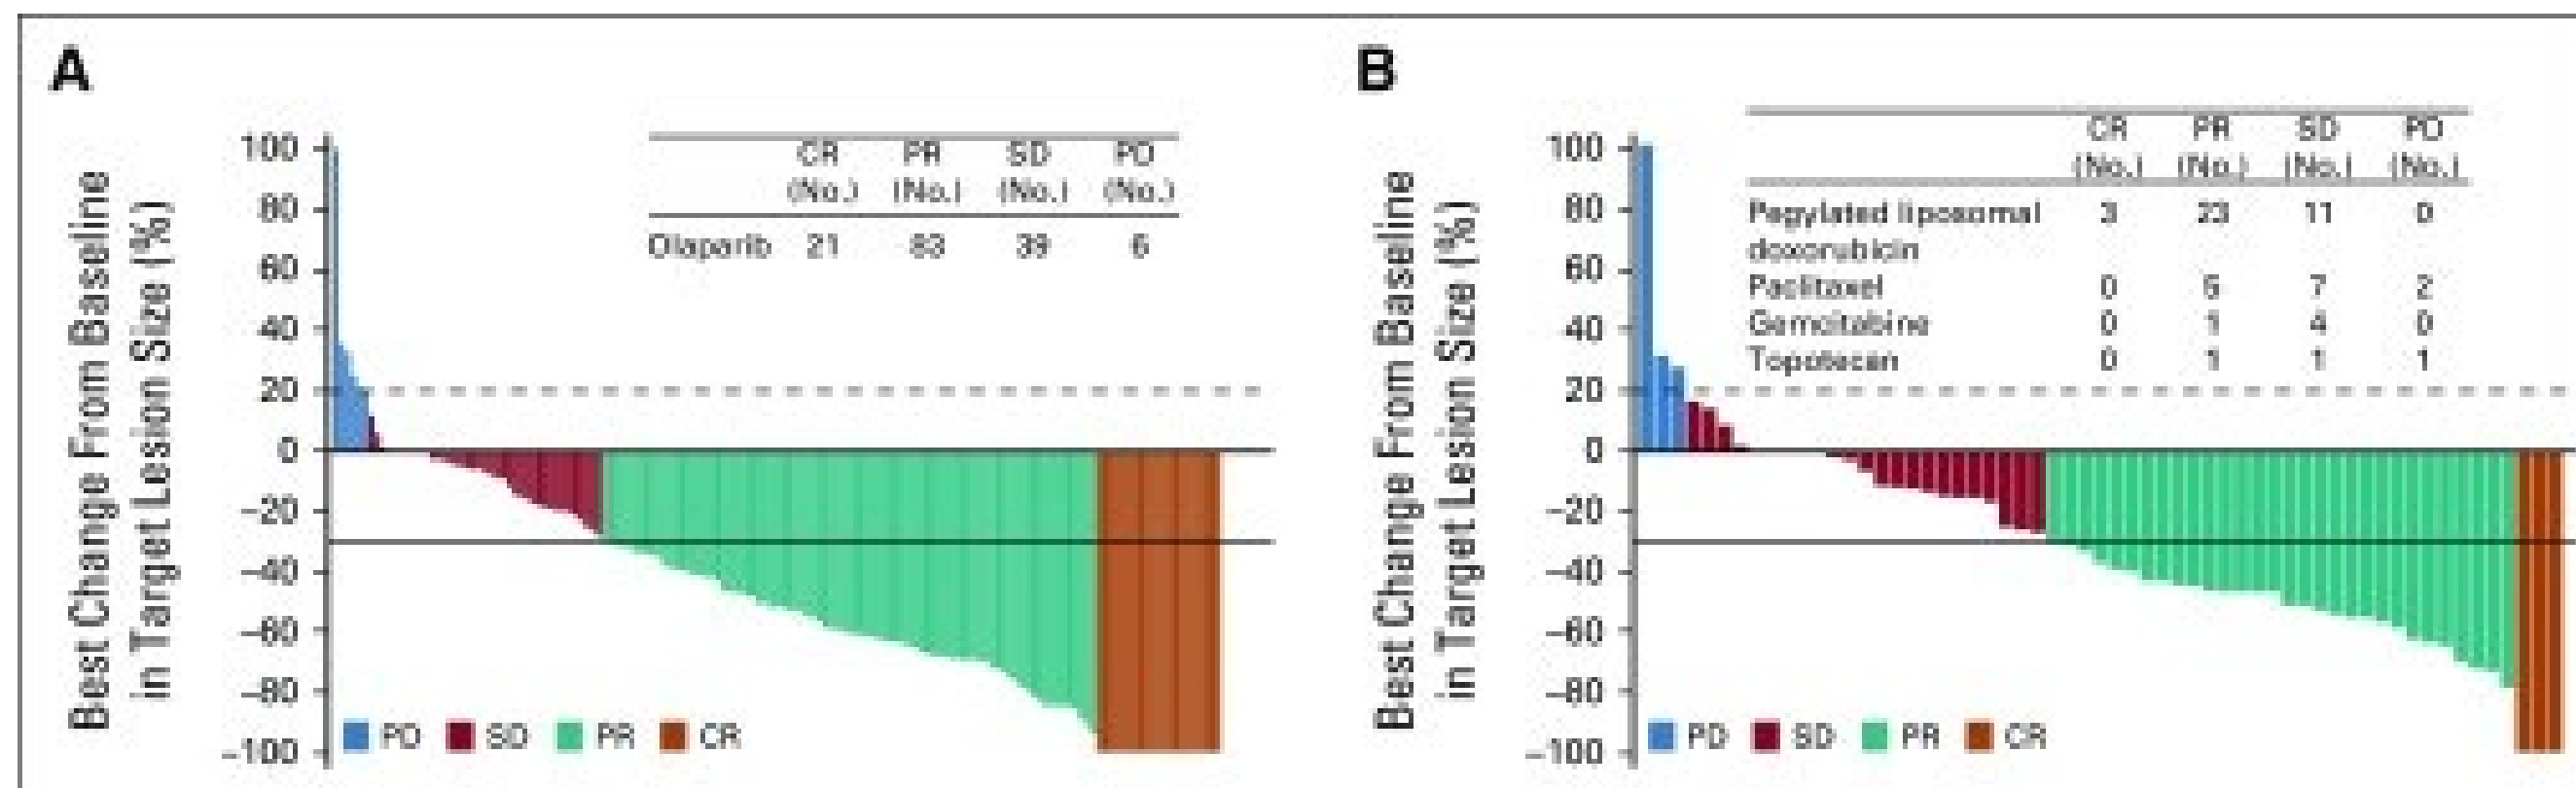 A
Best Change From Baseline
in Target Lesion Size (%)
100
80
60
40
20
0
−20
−40
−60
−80
−100
CR PR SD PD
(No.) (No.) (No.) (No.)
Olaparib 21 83 39 6
PD SD PR CR
B
Best Change From Baseline
in Target Lesion Size (%)
100
80
60
40
20
0
−20
−40
−60
−80
−100
CR PR SD PD
(No.) (No.) (No.) (No.)
Pegylated liposomal 3 23 11 0
doxorubicin
Paclitaxel 0 5 7 2
Gemcitabine 0 1 4 0
Topotecan 0 1 1 1
PD SD PR CR